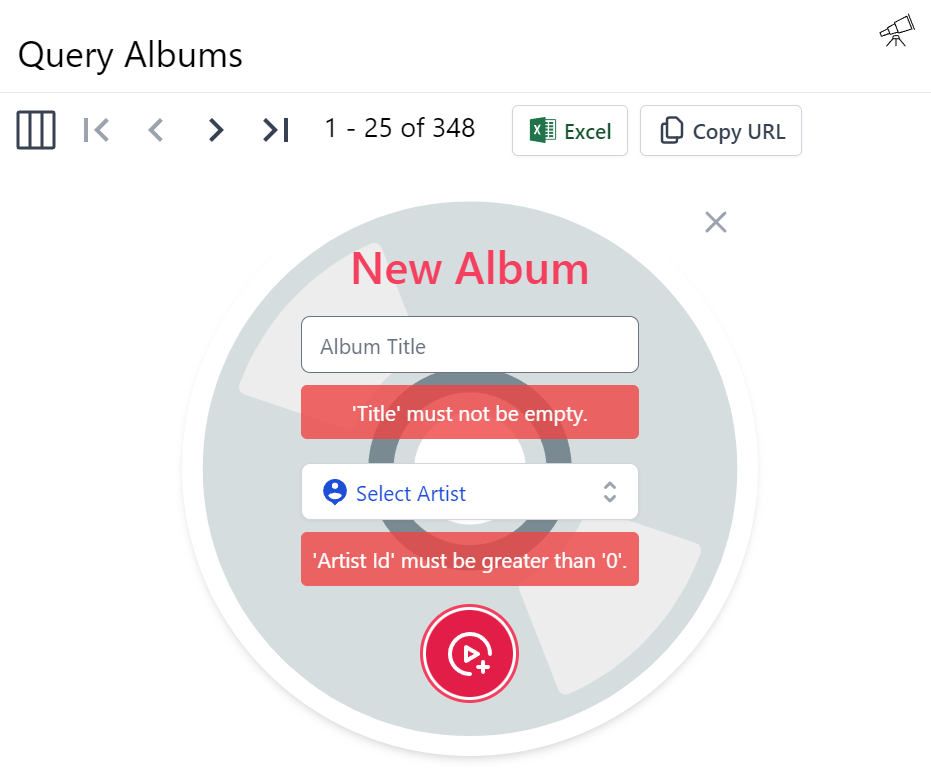 Query Albums
1 - 25 of 348
Excel
Copy URL
New Album
Album Title
'Title' must not be empty.
Select Artist
'Artist Id' must be greater than '0'.